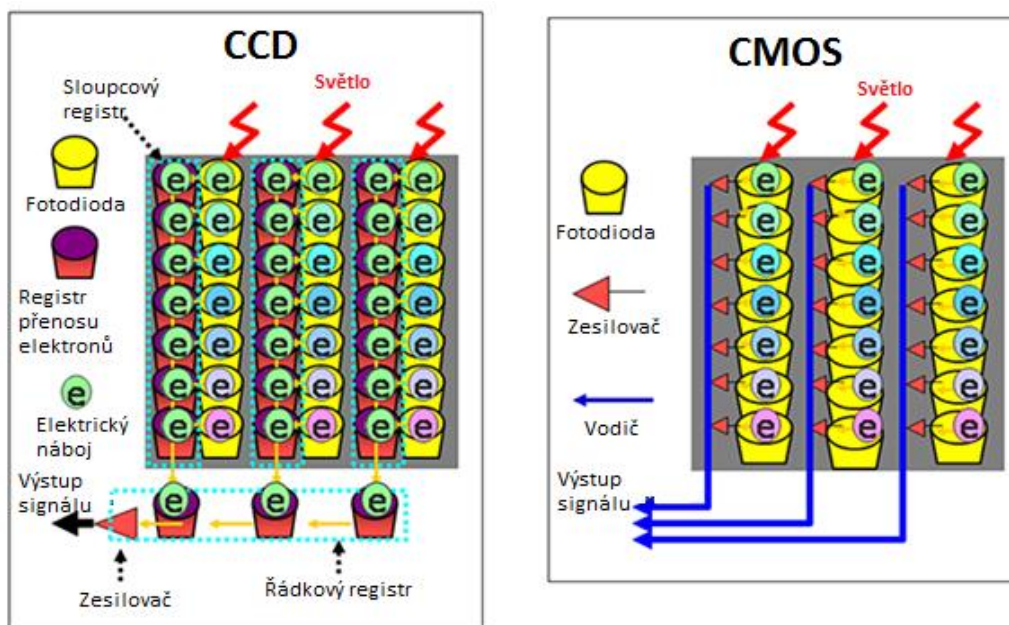 CCD
Sloupcový
registr
Světlo
Fotodioda
Registr
přenosu
elektronů
e
Elektrický
náboj
Výstup
signálu
e e e e e e
e e e e e e
e e e e e e
e e e e e e
e e e e e e
e e e e e e
e e e e e e
e e e
Zesilovač
Řádkový registr
CMOS
Světlo
Fotodioda
Zesilovač
Vodič
Výstup
signálu
e e e
e e e
e e e
e e e
e e e
e e e
e e e